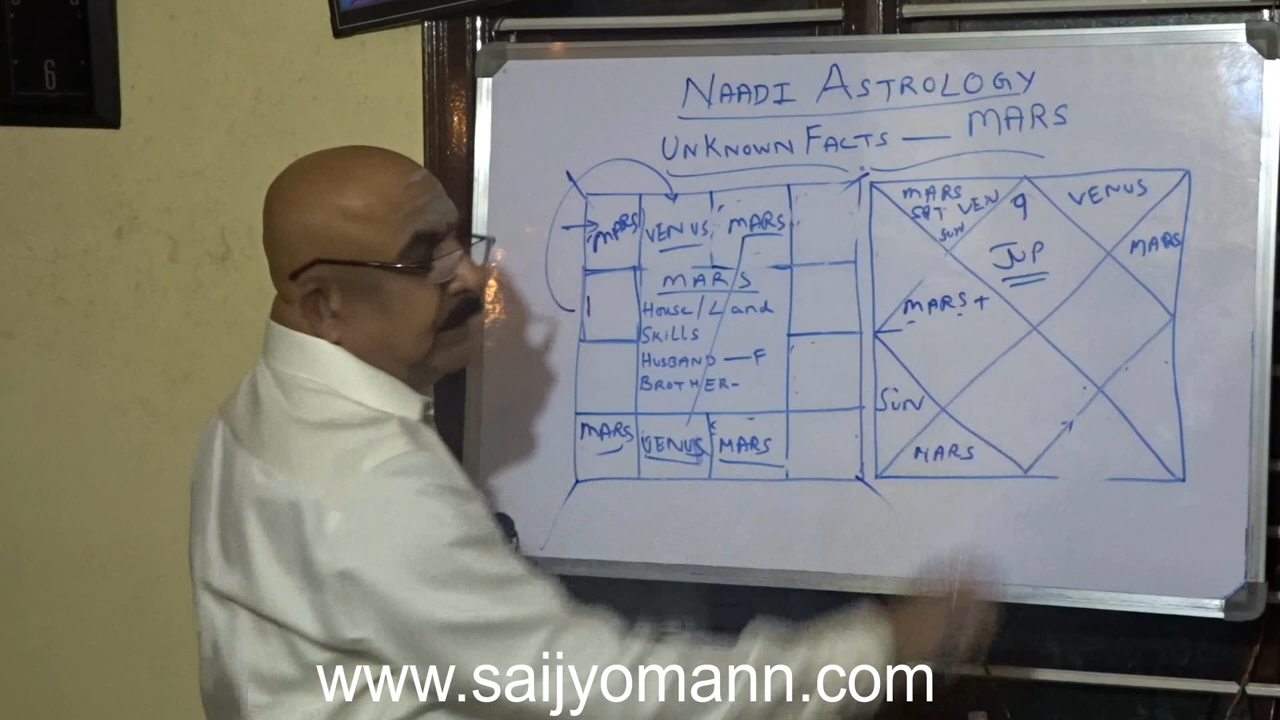 6
NAADI ASTROLOGY
UNKNOWN FACTS — MARS
MARS VENUS MARS
MARS
House/Land
SKills
HUSBAND — F
BROTHER-
MARS VENUS MARS
MARS
SAT VEN
SUN
9
JUP
VENUS
MARS
MARS +
SUN
MARS
www.saijyomann.com